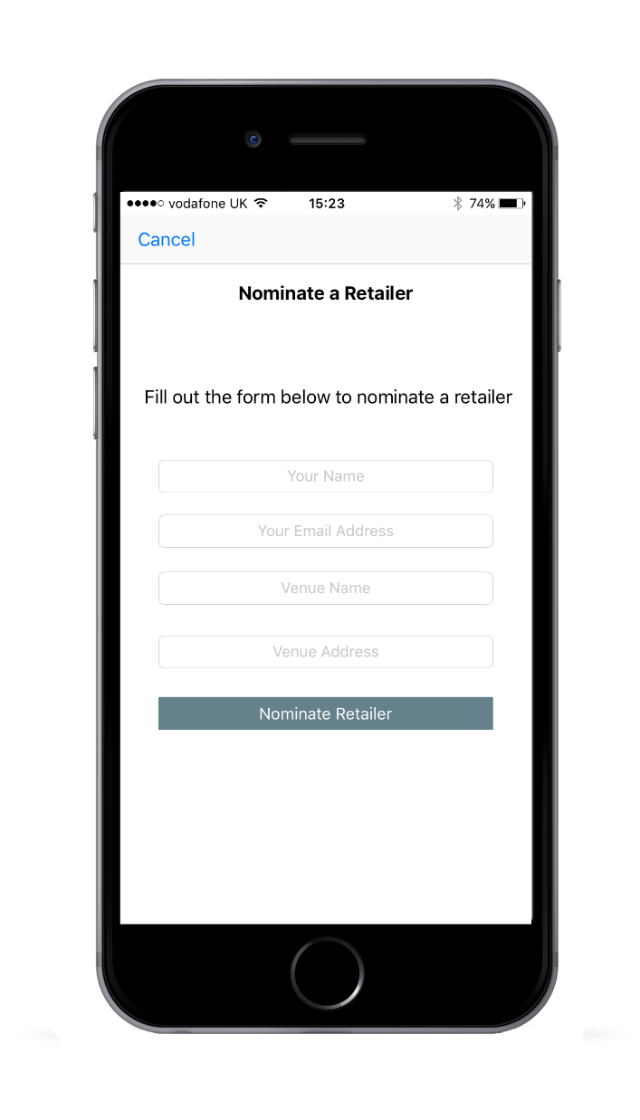 vodafone UK 15:23 74%
Cancel
Nominate a Retailer
Fill out the form below to nominate a retailer
Your Name
Your Email Address
Venue Name
Venue Address
Nominate Retailer